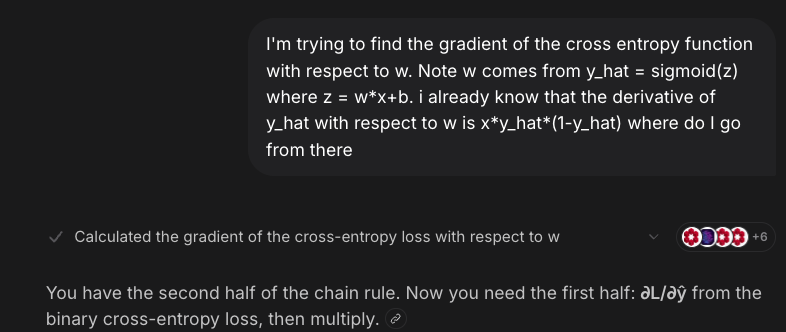 I'm trying to find the gradient of the cross entropy function
with respect to w. Note w comes from y_hat = sigmoid(z)
where z = w*x+b. i already know that the derivative of
y_hat with respect to w is x*y_hat*(1-y_hat) where do I go
from there
Calculated the gradient of the cross-entropy loss with respect to w
+6
You have the second half of the chain rule. Now you need the first half: ∂L/∂ŷ from the
binary cross-entropy loss, then multiply.